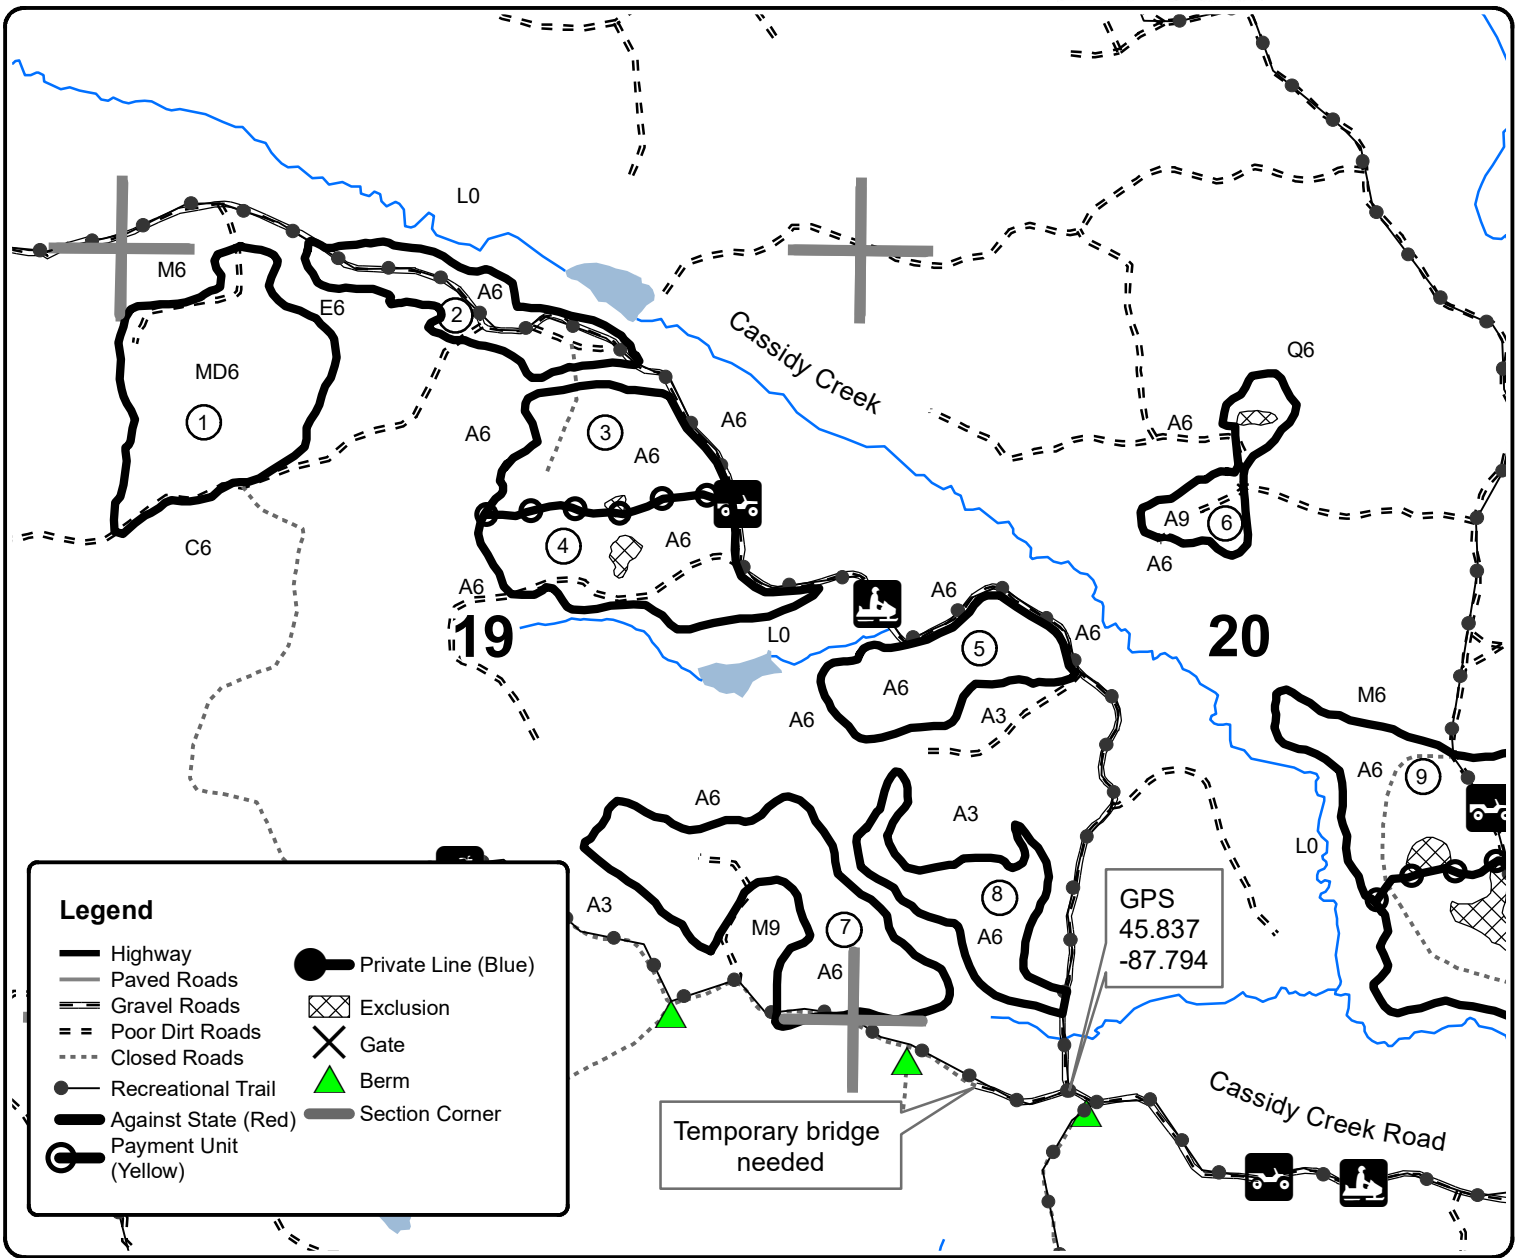 L0
M6
E6
A6
2
Cassidy Creek
Q6
MD6
1
A6
3
A6
A6
A6
A9
6
A6
C6
4
A6
A6
19
L0
A6
A6
5
20
A6
A6
A3
M6
A6
9
A6
A3
L0
8
A6
A3
M9
7
A6
GPS
45.837
-87.794
Temporary bridge
needed
Cassidy Creek Road
Legend
Highway
Paved Roads
Gravel Roads
Poor Dirt Roads
Closed Roads
Recreational Trail
Against State (Red)
Payment Unit
(Yellow)
Private Line (Blue)
Exclusion
Gate
Berm
Section Corner